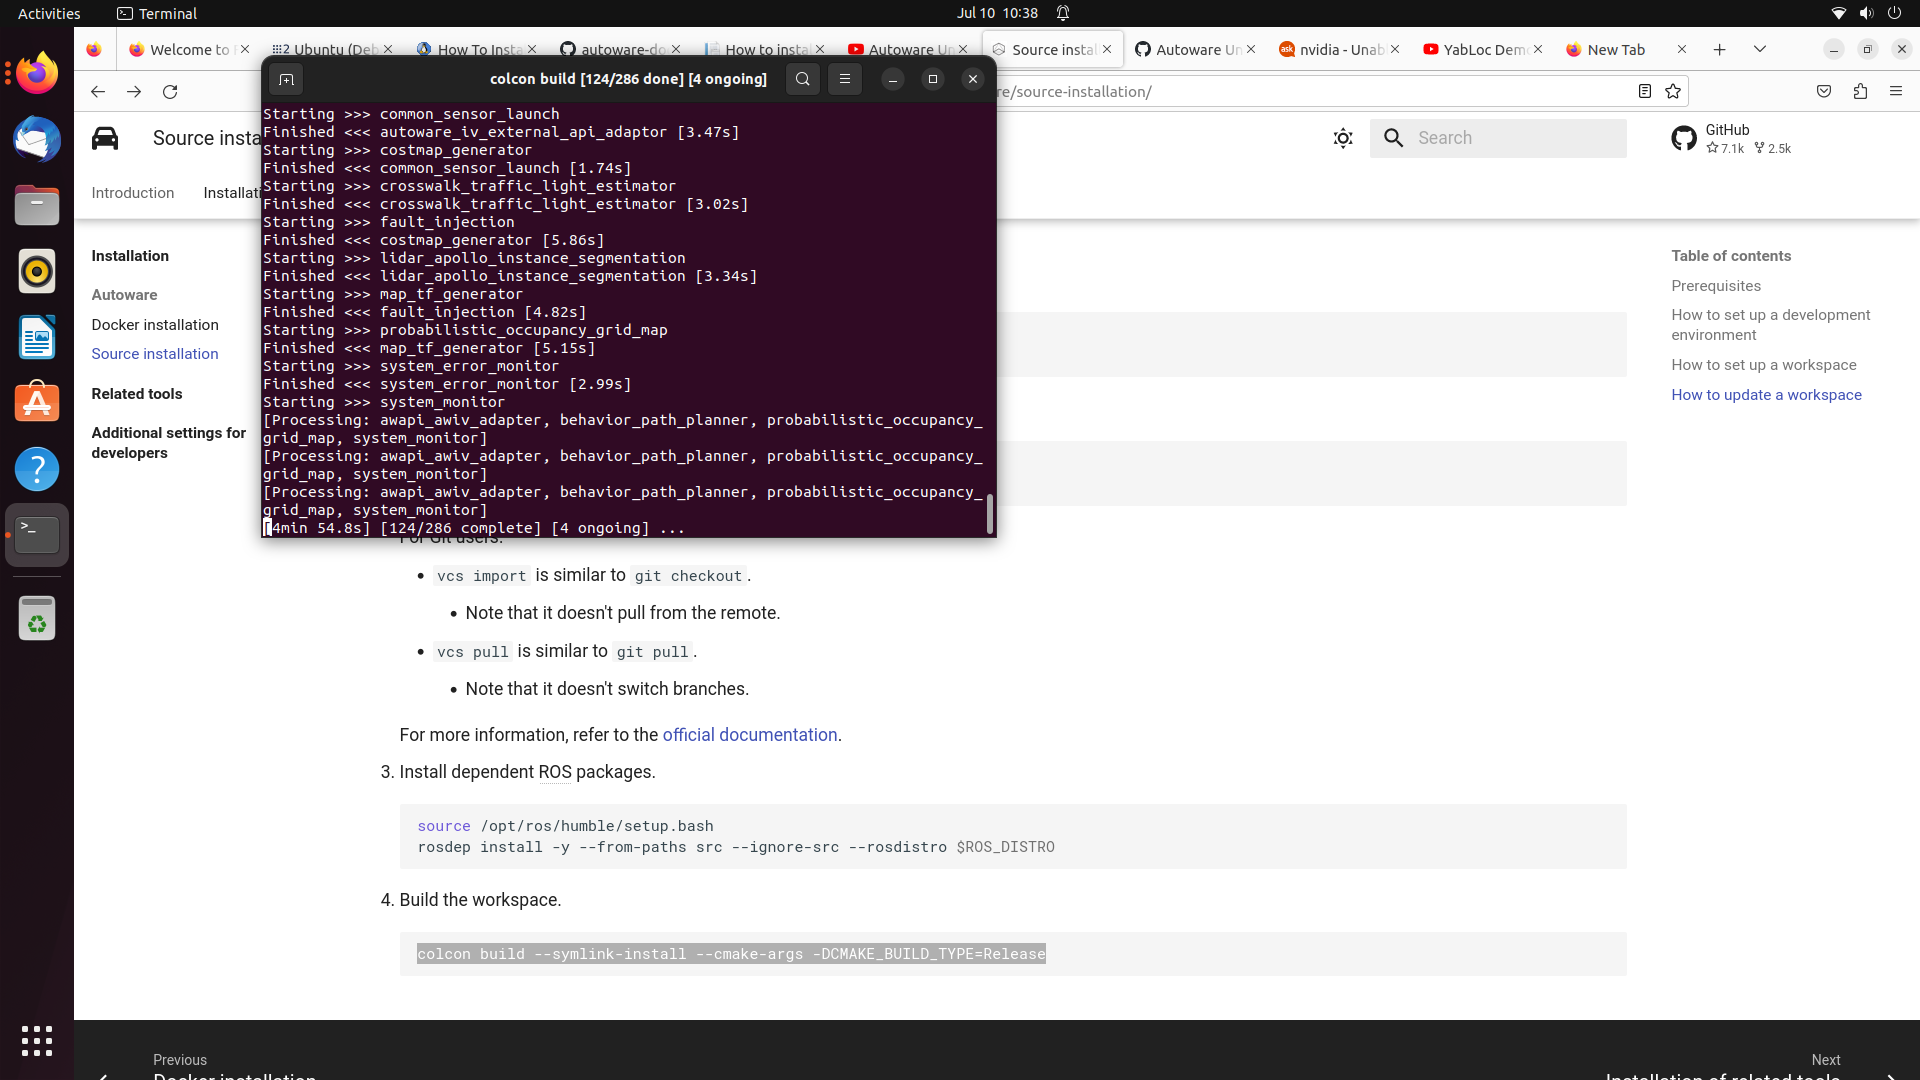 Activities
Terminal
Jul 10 10:38
Welcome to F
Ubuntu (Deb
How To Insta
autoware-do
How to instal
Autoware Un
Source instal
Autoware Un
nvidia - Unab
YabLoc Demo
New Tab
colcon build [124/286 done] [4 ongoing]
re/source-installation/
Source insta
Search
GitHub
7.1k 2.5k
Introduction
Installati
Installation
Autoware
Docker installation
Source installation
Related tools
Additional settings for
developers
Starting >>> common_sensor_launch
Finished <<< autoware_iv_external_api_adaptor [3.47s]
Starting >>> costmap_generator
Finished <<< common_sensor_launch [1.74s]
Starting >>> crosswalk_traffic_light_estimator
Finished <<< crosswalk_traffic_light_estimator [3.02s]
Starting >>> fault_injection
Finished <<< costmap_generator [5.86s]
Starting >>> lidar_apollo_instance_segmentation
Finished <<< lidar_apollo_instance_segmentation [3.34s]
Starting >>> map_tf_generator
Finished <<< fault_injection [4.82s]
Starting >>> probabilistic_occupancy_grid_map
Finished <<< map_tf_generator [5.15s]
Starting >>> system_error_monitor
Finished <<< system_error_monitor [2.99s]
Starting >>> system_monitor
[Processing: awapi_awiv_adapter, behavior_path_planner, probabilistic_occupancy_
grid_map, system_monitor]
[Processing: awapi_awiv_adapter, behavior_path_planner, probabilistic_occupancy_
grid_map, system_monitor]
[Processing: awapi_awiv_adapter, behavior_path_planner, probabilistic_occupancy_
grid_map, system_monitor]
[4min 54.8s] [124/286 complete] [4 ongoing] ...
Table of contents
Prerequisites
How to set up a development
environment
How to set up a workspace
How to update a workspace
For Git users:
vcs import is similar to git checkout.
Note that it doesn't pull from the remote.
vcs pull is similar to git pull.
Note that it doesn't switch branches.
For more information, refer to the official documentation.
3. Install dependent ROS packages.
source /opt/ros/humble/setup.bash
rosdep install -y --from-paths src --ignore-src --rosdistro $ROS_DISTRO
4. Build the workspace.
colcon build --symlink-install --cmake-args -DCMAKE_BUILD_TYPE=Release
Previous
Docker installation
Next
Installation of related tools